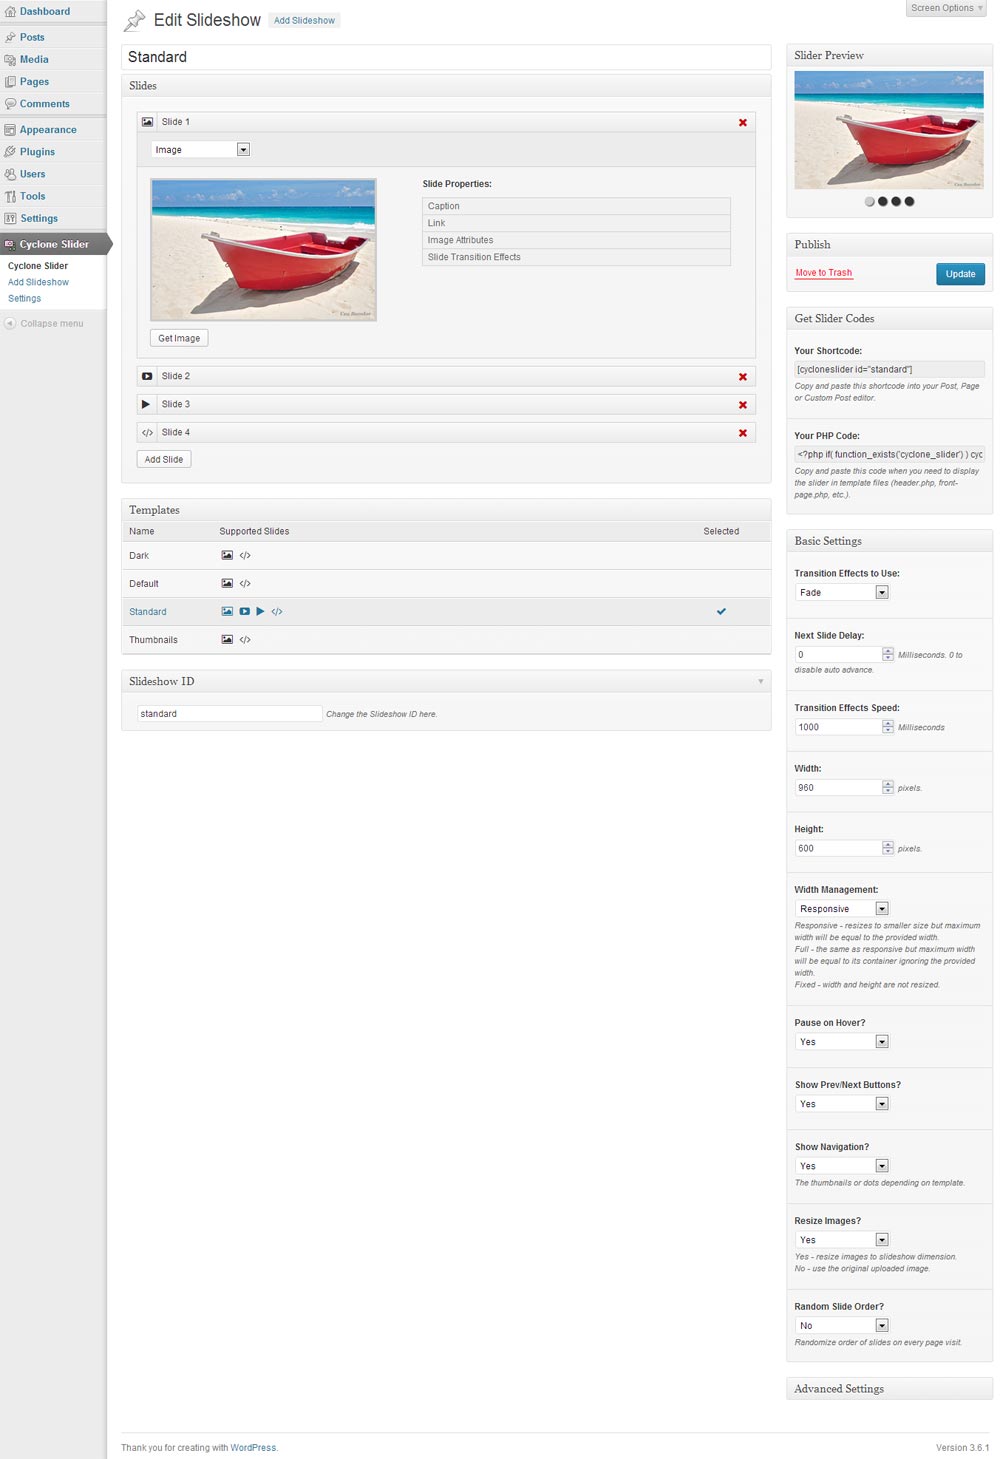 Dashboard
Posts
Media
Pages
Comments
Appearance
Plugins
Users
Tools
Settings
Cyclone Slider
Cyclone Slider
Add Slideshow
Settings
Collapse menu
Screen Options
Edit Slideshow Add Slideshow
Standard
Slides
Slide 1
Image
Slide Properties:
Caption
Link
Image Attributes
Slide Transition Effects
Get Image
Slide 2
Slide 3
</> Slide 4
Add Slide
Templates
Name Supported Slides Selected
Dark </>
Default </>
Standard </>
Thumbnails </>
Slideshow ID
standard Change the Slideshow ID here.
Slider Preview
Publish
Move to Trash Update
Get Slider Codes
Your Shortcode:
[cycloneslider id="standard"]
Copy and paste this shortcode into your Post, Page
or Custom Post editor.
Your PHP Code:
<?php if( function_exists('cyclone_slider') ) cyc
Copy and paste this code when you need to display
the slider in template files (header.php, front-
page.php, etc.).
Basic Settings
Transition Effects to Use:
Fade
Next Slide Delay:
0 Milliseconds. 0 to
disable auto advance.
Transition Effects Speed:
1000 Milliseconds
Width:
960 pixels.
Height:
600 pixels.
Width Management:
Responsive
Responsive - resizes to smaller size but maximum
width will be equal to the provided width.
Full - the same as responsive but maximum width
will be equal to its container ignoring the provided
width.
Fixed - width and height are not resized.
Pause on Hover?
Yes
Show Prev/Next Buttons?
Yes
Show Navigation?
Yes
The thumbnails or dots depending on template.
Resize Images?
Yes
Yes - resize images to slideshow dimension.
No - use the original uploaded image.
Random Slide Order?
No
Randomize order of slides on every page visit.
Advanced Settings
Thank you for creating with WordPress. Version 3.6.1